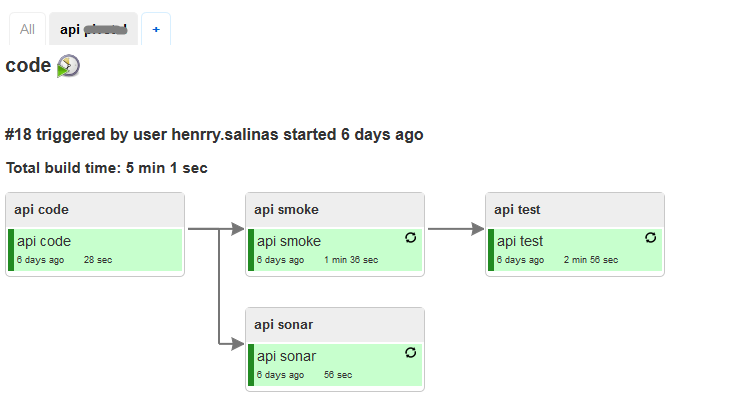 All
api
+
code
#18 triggered by user henrry.salinas started 6 days ago
Total build time: 5 min 1 sec
api code
api code
6 days ago 28 sec
api smoke
api smoke
6 days ago 1 min 36 sec
api test
api test
6 days ago 2 min 56 sec
api sonar
api sonar
6 days ago 56 sec